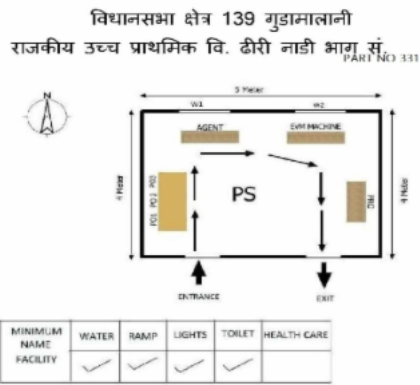 विधानसभा क्षेत्र 139 गुडामालानी
राजकीय उच्च प्राथमिक वि. ढीरी नाडी भाग सं.
PART NO 331
N
5 Meter
W1
W2
AGENT
EVM MACHINE
4 Meter
PO1 PO2 PO3
PS
PRO
4 Meter
ENTRANCE
EXIT
MINIMUM NAME FACILITY
WATER
RAMP
LIGHTS
TOILET
HEALTH CARE